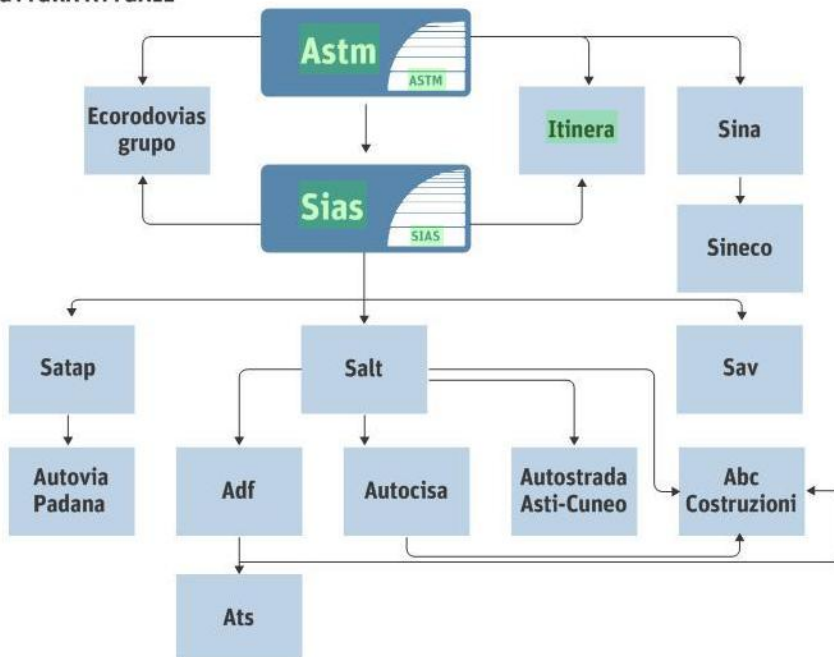 Astm
ASTM
Ecorodovias
grupo
Itinera
Sina
Sias
SIAS
Sineco
Satap
Salt
Sav
Autovia
Padana
Adf
Autocisa
Autostrada
Asti-Cuneo
Abc
Costruzioni
Ats